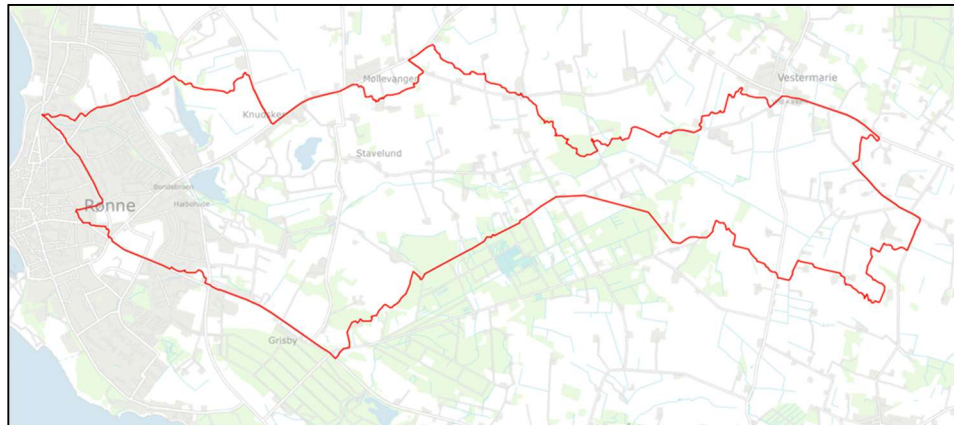 Vestermarie
Møllevangen
Knudsker
Stavelund
Rønne
Grisby